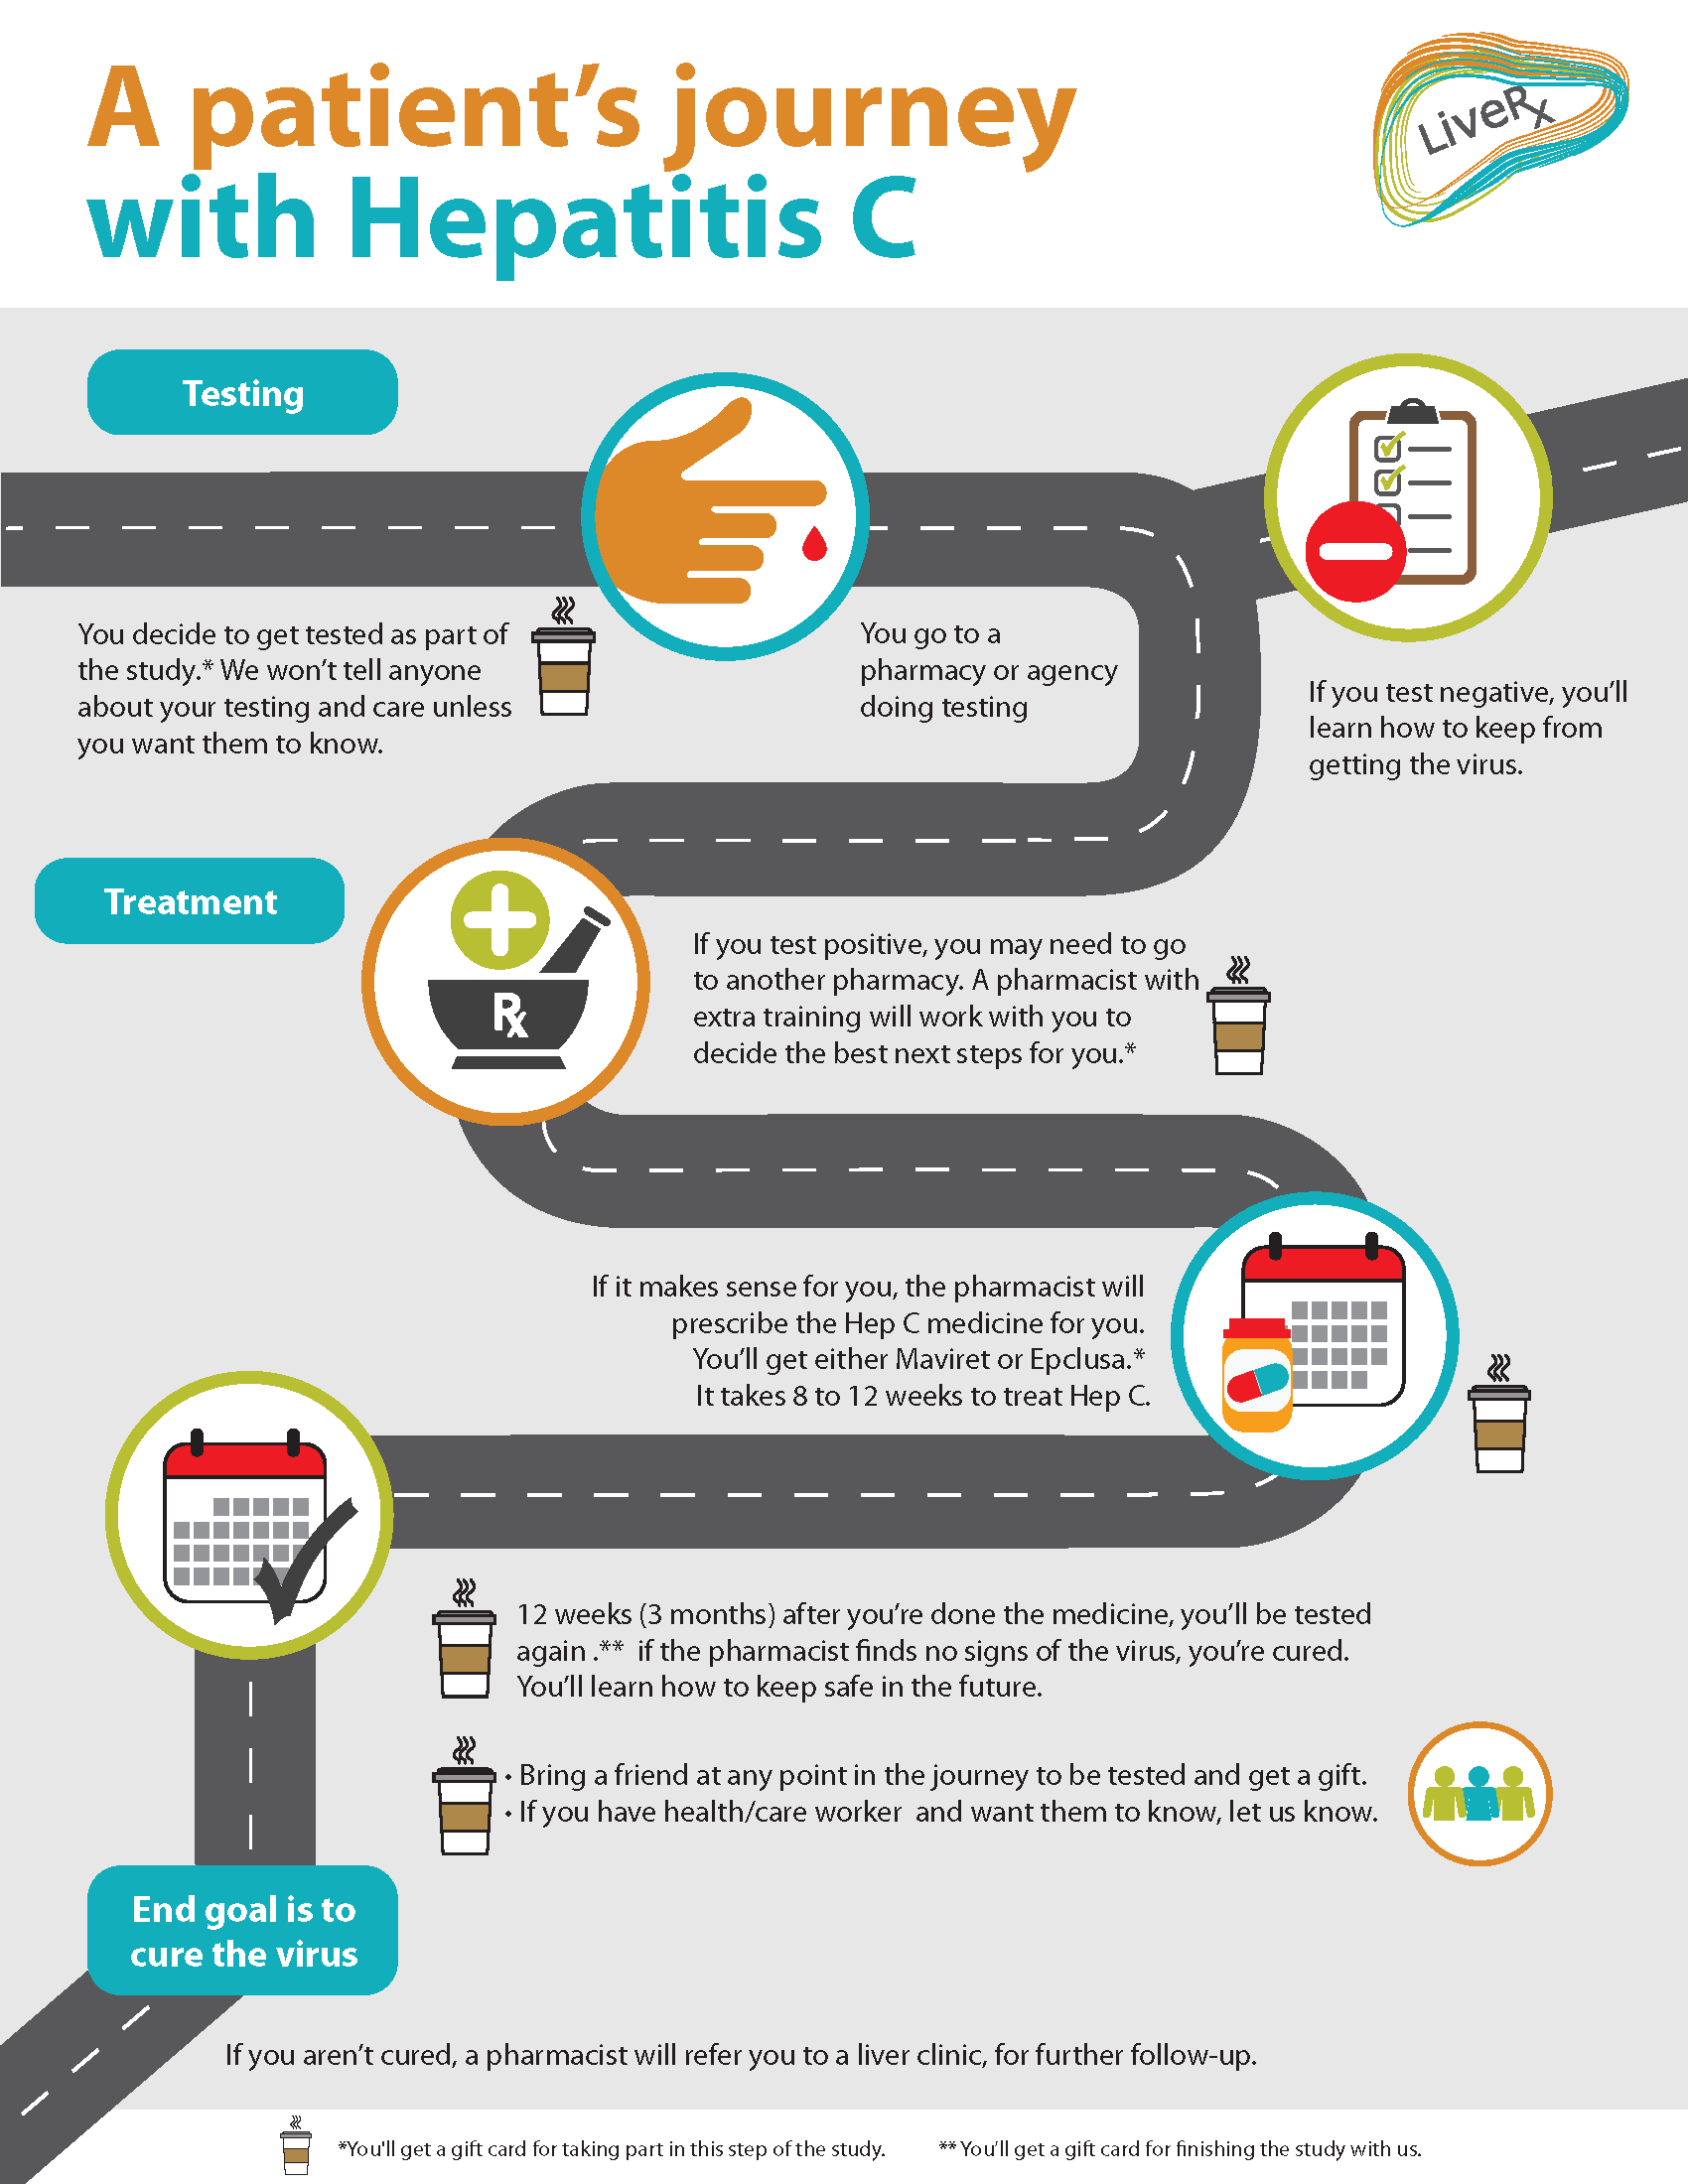 A patient's journey
with Hepatitis C
LiveRx
Testing
You decide to get tested as part of
the study.* We won't tell anyone
about your testing and care unless
you want them to know.
You go to a
pharmacy or agency
doing testing
If you test negative, you'll
learn how to keep from
getting the virus.
Treatment
Rx
If you test positive, you may need to go
to another pharmacy. A pharmacist with
extra training will work with you to
decide the best next steps for you.*
If it makes sense for you, the pharmacist will
prescribe the Hep C medicine for you.
You'll get either Maviret or Epclusa.*
It takes 8 to 12 weeks to treat Hep C.
12 weeks (3 months) after you're done the medicine, you'll be tested
again .**  if the pharmacist finds no signs of the virus, you're cured.
You'll learn how to keep safe in the future.
• Bring a friend at any point in the journey to be tested and get a gift.
• If you have health/care worker  and want them to know, let us know.
End goal is to
cure the virus
If you aren't cured, a pharmacist will refer you to a liver clinic, for further follow-up.
*You'll get a gift card for taking part in this step of the study.
** You'll get a gift card for finishing the study with us.